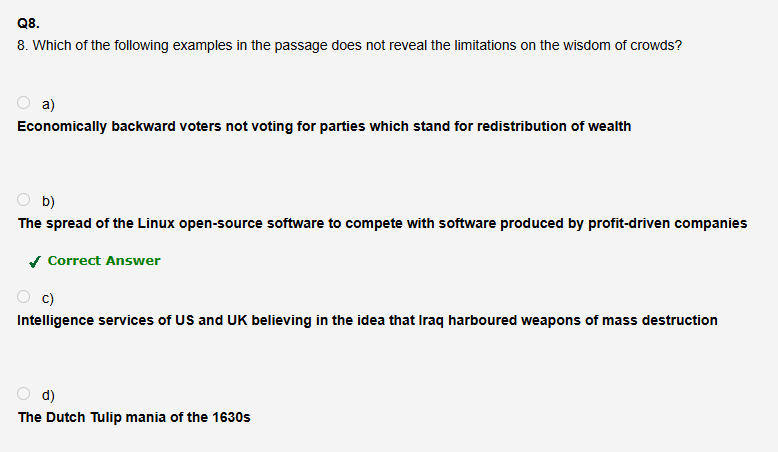 Q8.
8. Which of the following examples in the passage does not reveal the limitations on the wisdom of crowds?
a)
Economically backward voters not voting for parties which stand for redistribution of wealth
b)
The spread of the Linux open-source software to compete with software produced by profit-driven companies
✓ Correct Answer
c)
Intelligence services of US and UK believing in the idea that Iraq harboured weapons of mass destruction
d)
The Dutch Tulip mania of the 1630s